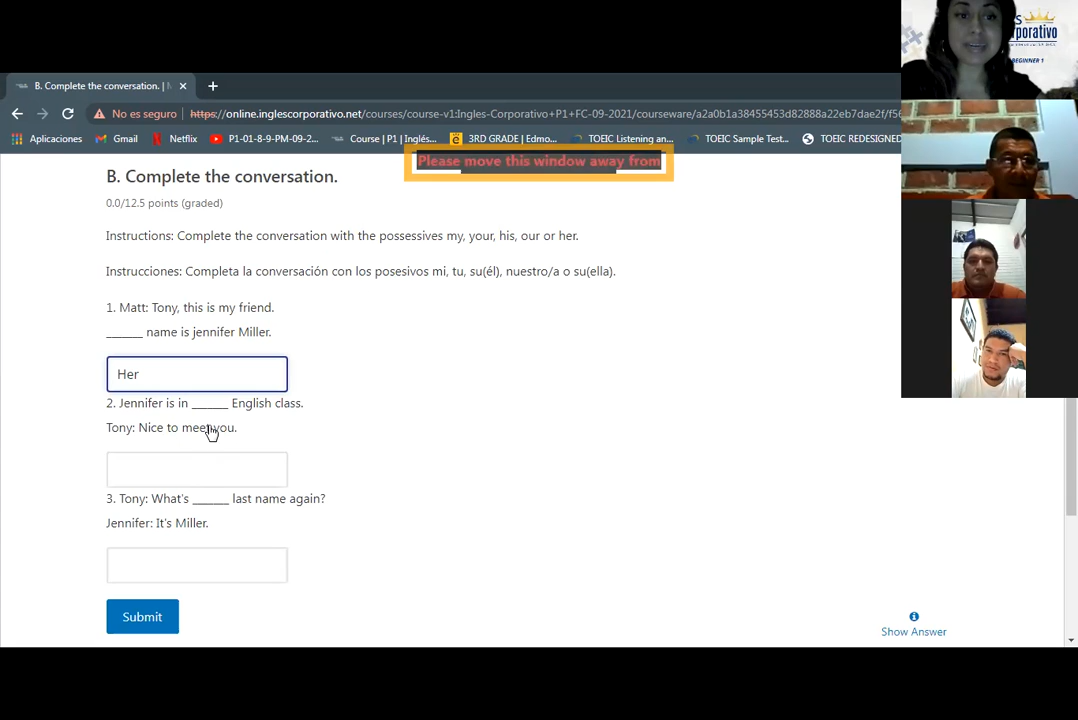 B. Complete the conversation. | M
No es seguro
https://online.inglescorporativo.net/courses/course-v1:Ingles-Corporativo+P1+FC-09-2021/courseware/a2a0b1a38455453d82888a22eb7dae2f/f56
Aplicaciones
Gmail
Netflix
P1-01-8-9-PM-09-2...
Course | P1 | Inglés...
3RD GRADE | Edmo...
TOEIC Listening an...
TOEIC Sample Test...
TOEIC REDESIGNED
rporativo
BEGINNER 1
Please move this window away from
B. Complete the conversation.
0.0/12.5 points (graded)
Instructions: Complete the conversation with the possessives my, your, his, our or her.
Instrucciones: Completa la conversación con los posesivos mi, tu, su(él), nuestro/a o su(ella).
1. Matt: Tony, this is my friend.
______ name is jennifer Miller.
Her
2. Jennifer is in ______ English class.
Tony: Nice to meet you.
3. Tony: What's ______ last name again?
Jennifer: It's Miller.
Submit
Show Answer